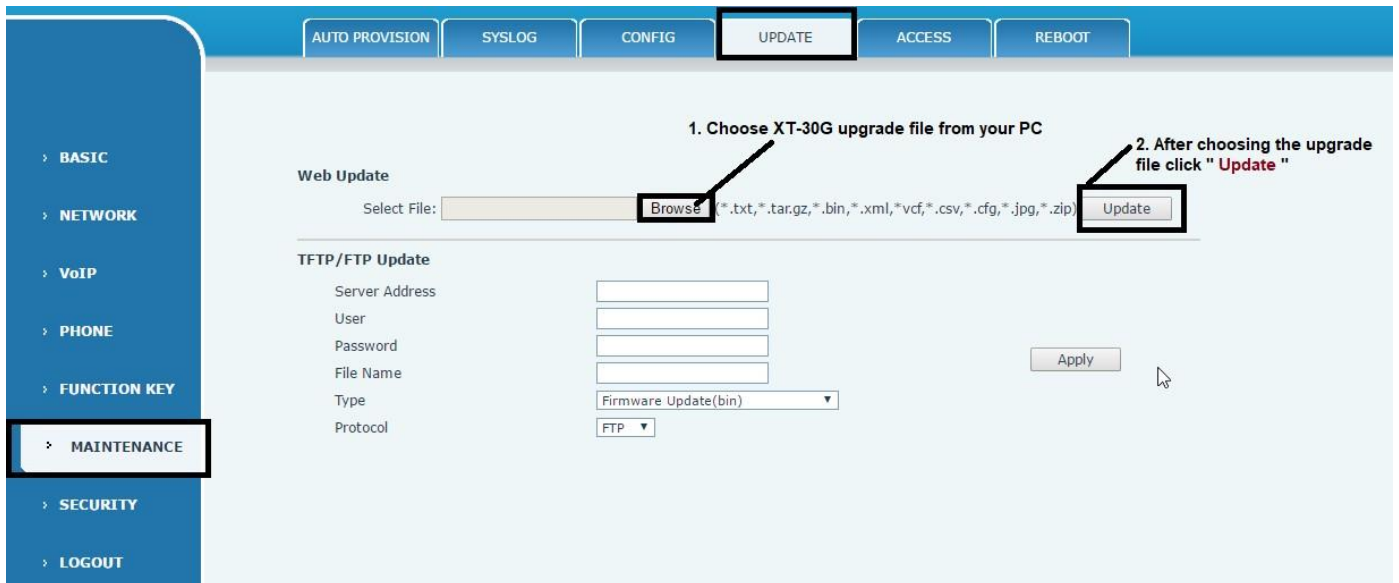 AUTO PROVISION SYSLOG CONFIG UPDATE ACCESS REBOOT
1. Choose XT-30G upgrade file from your PC
2. After choosing the upgrade
file click " Update "
› BASIC
› NETWORK
› VoIP
› PHONE
› FUNCTION KEY
› MAINTENANCE
› SECURITY
› LOGOUT
Web Update
Select File: Browse (*.txt,*.tar.gz,*.bin,*.xml,*vcf,*.csv,*.cfg,*.jpg,*.zip) Update
TFTP/FTP Update
Server Address
User
Password
File Name
Type Firmware Update(bin)
Protocol FTP
Apply